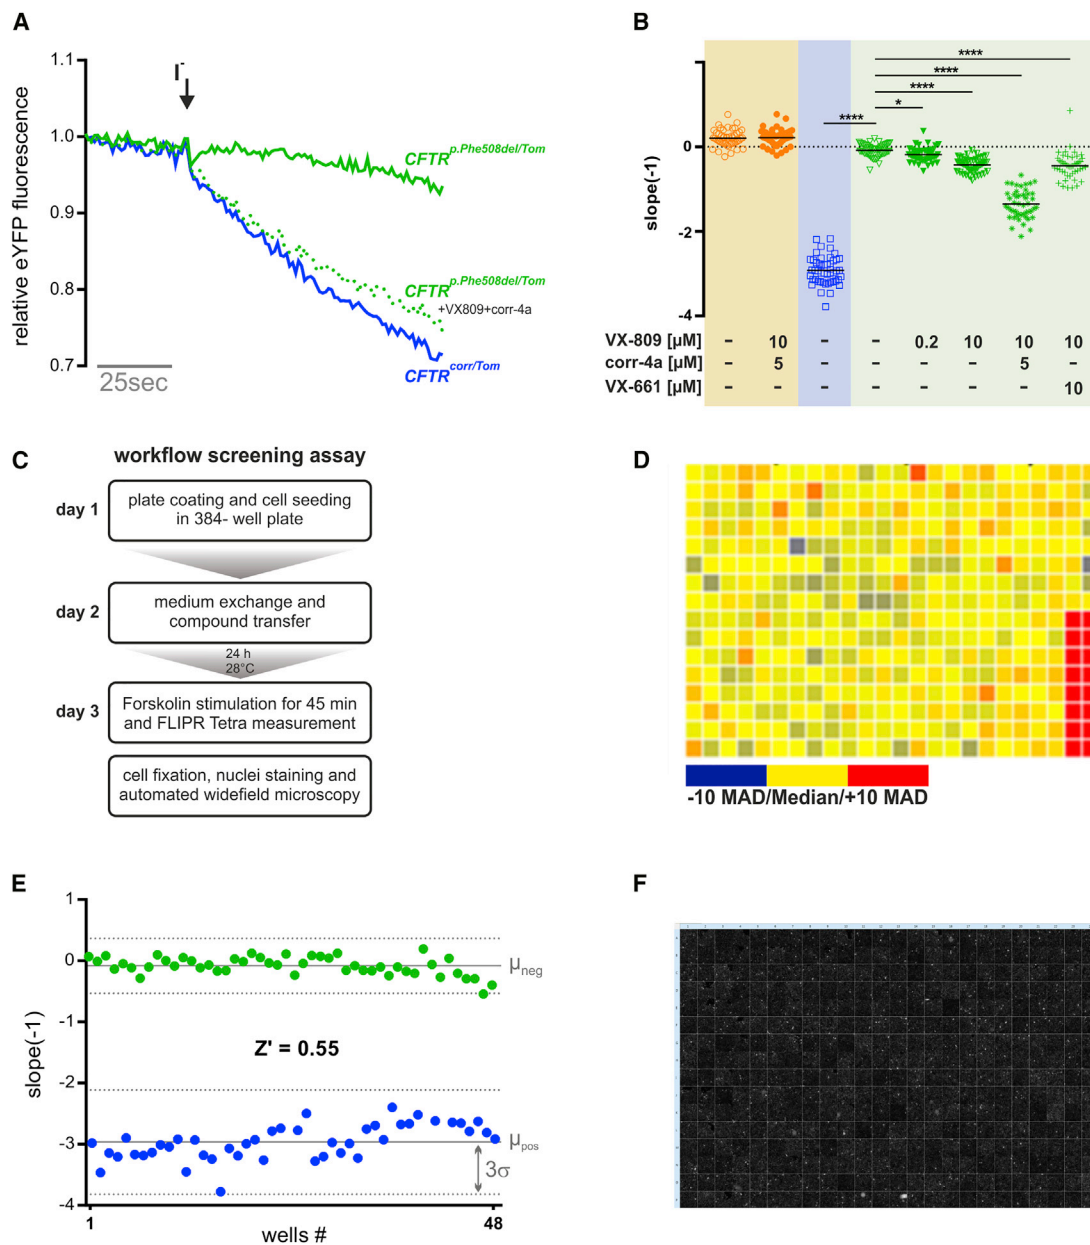 A
1.1
1.0
0.9
0.8
0.7
relative eYFP fluorescence
I-
CFTR p.Phe508del/Tom
CFTR p.Phe508del/Tom
+VX809+corr-4a
CFTR corr/Tom
25sec
B
slope(-1)
0
-2
-4
****
*
****
****
****
VX-809 [µM] - 10 - - 0.2 10 10 10
corr-4a [µM] - 5 - - - - 5 -
VX-661 [µM] - - - - - - - 10
C
workflow screening assay
day 1
plate coating and cell seeding
in 384- well plate
day 2
medium exchange and
compound transfer
24 h
28°C
day 3
Forskolin stimulation for 45 min
and FLIPR Tetra measurement
cell fixation, nuclei staining and
automated widefield microscopy
D
-10 MAD/Median/+10 MAD
E
1
0
-1
-2
-3
-4
slope(-1)
µneg
Z' = 0.55
µpos
3σ
1 48
wells #
F